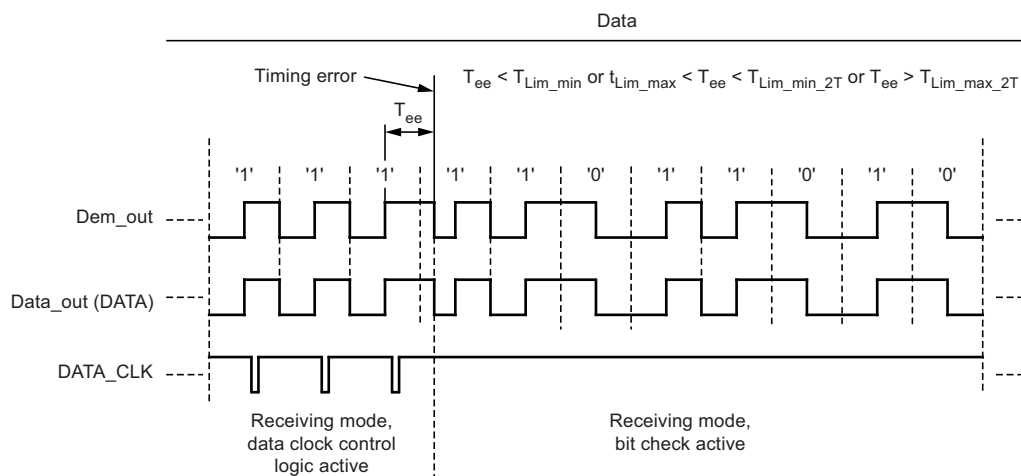 Data
Timing error
T_ee < T_Lim_min or t_Lim_max < T_ee < T_Lim_min_2T or T_ee > T_Lim_max_2T
T_ee
'1' '1' '1' '1' '1' '0' '1' '1' '0' '1' '0'
Dem_out
Data_out (DATA)
DATA_CLK
Receiving mode,
data clock control
logic active
Receiving mode,
bit check active